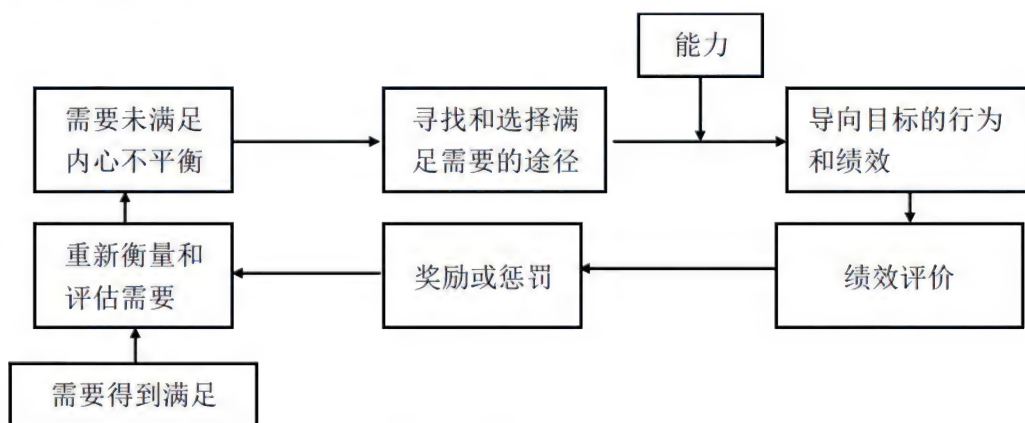 能力
需要未满足
内心不平衡
寻找和选择满
足需要的途径
导向目标的行为
和绩效
重新衡量和
评估需要
奖励或惩罚
绩效评价
需要得到满足